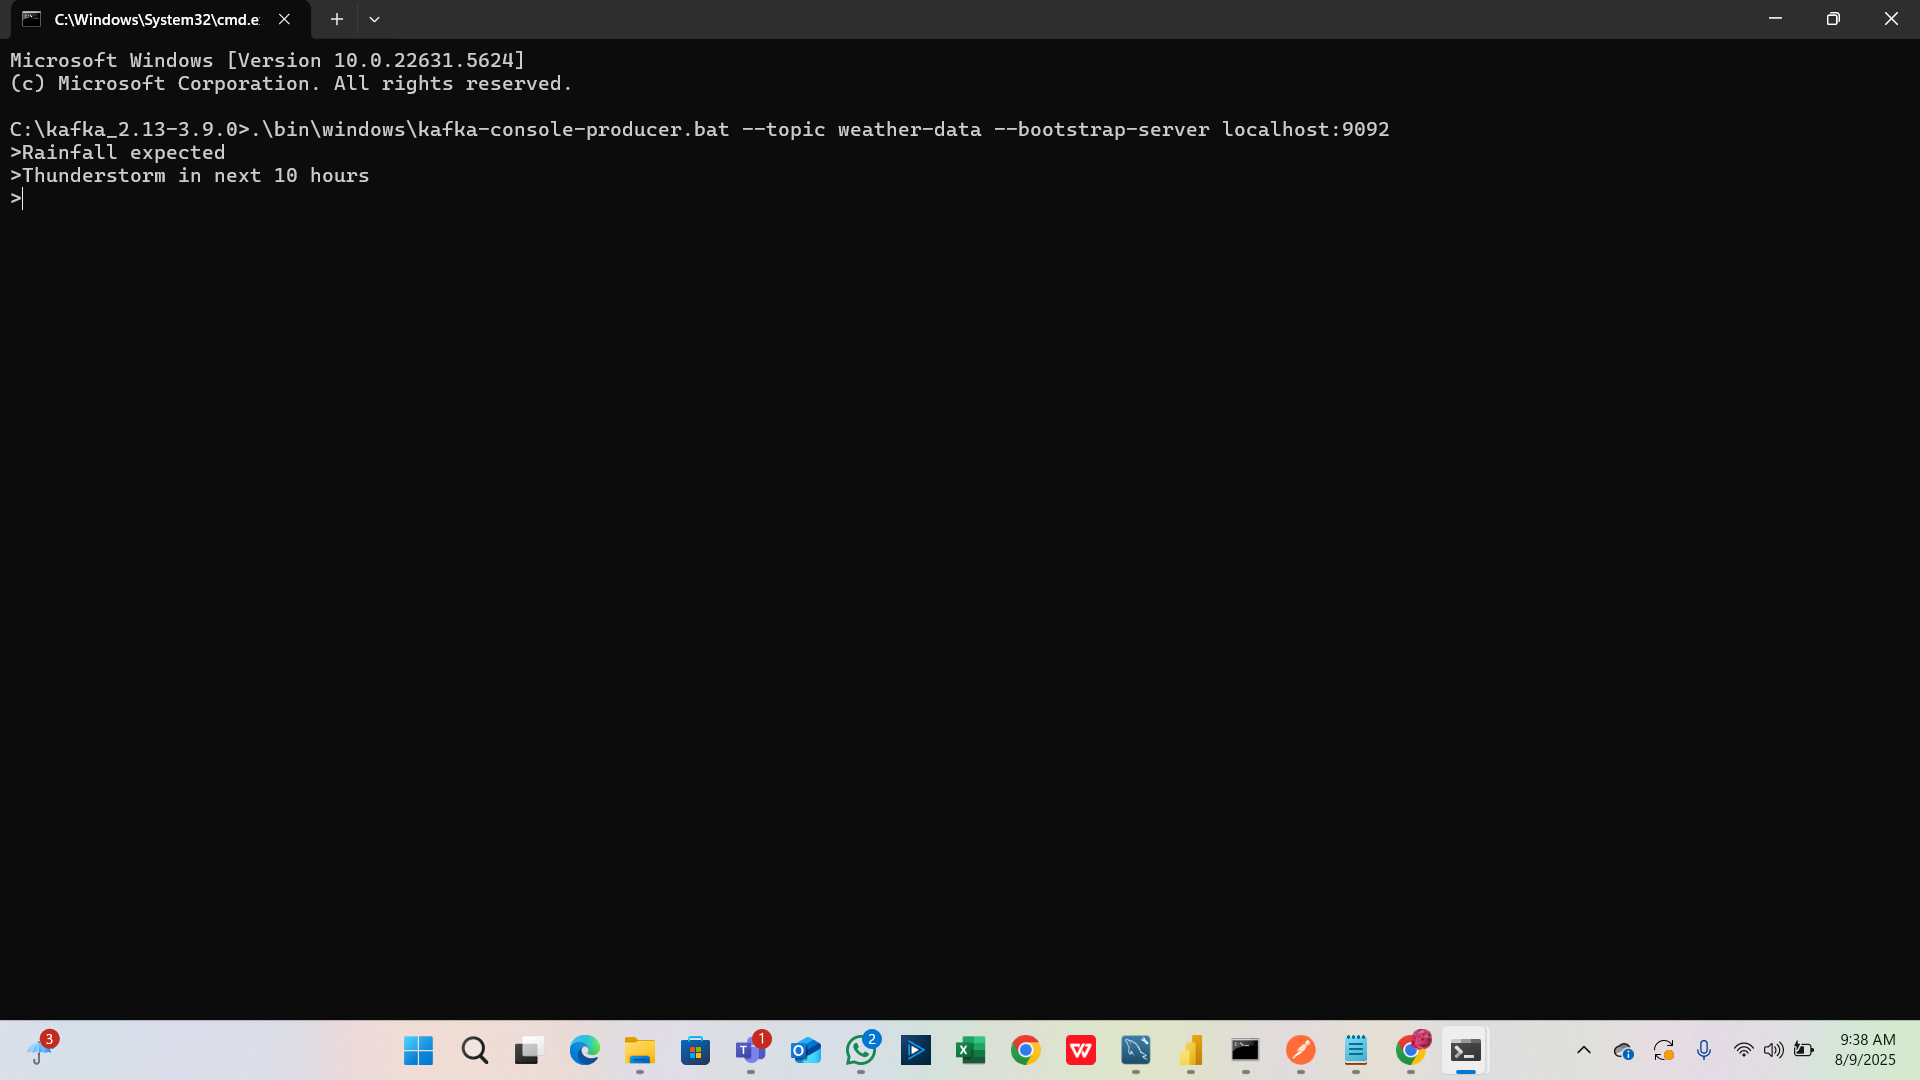 C:\Windows\System32\cmd.e
Microsoft Windows [Version 10.0.22631.5624]
(c) Microsoft Corporation. All rights reserved.
C:\kafka_2.13-3.9.0>.\bin\windows\kafka-console-producer.bat --topic weather-data --bootstrap-server localhost:9092
>Rainfall expected
>Thunderstorm in next 10 hours
>
3
1
2
9:38 AM
8/9/2025